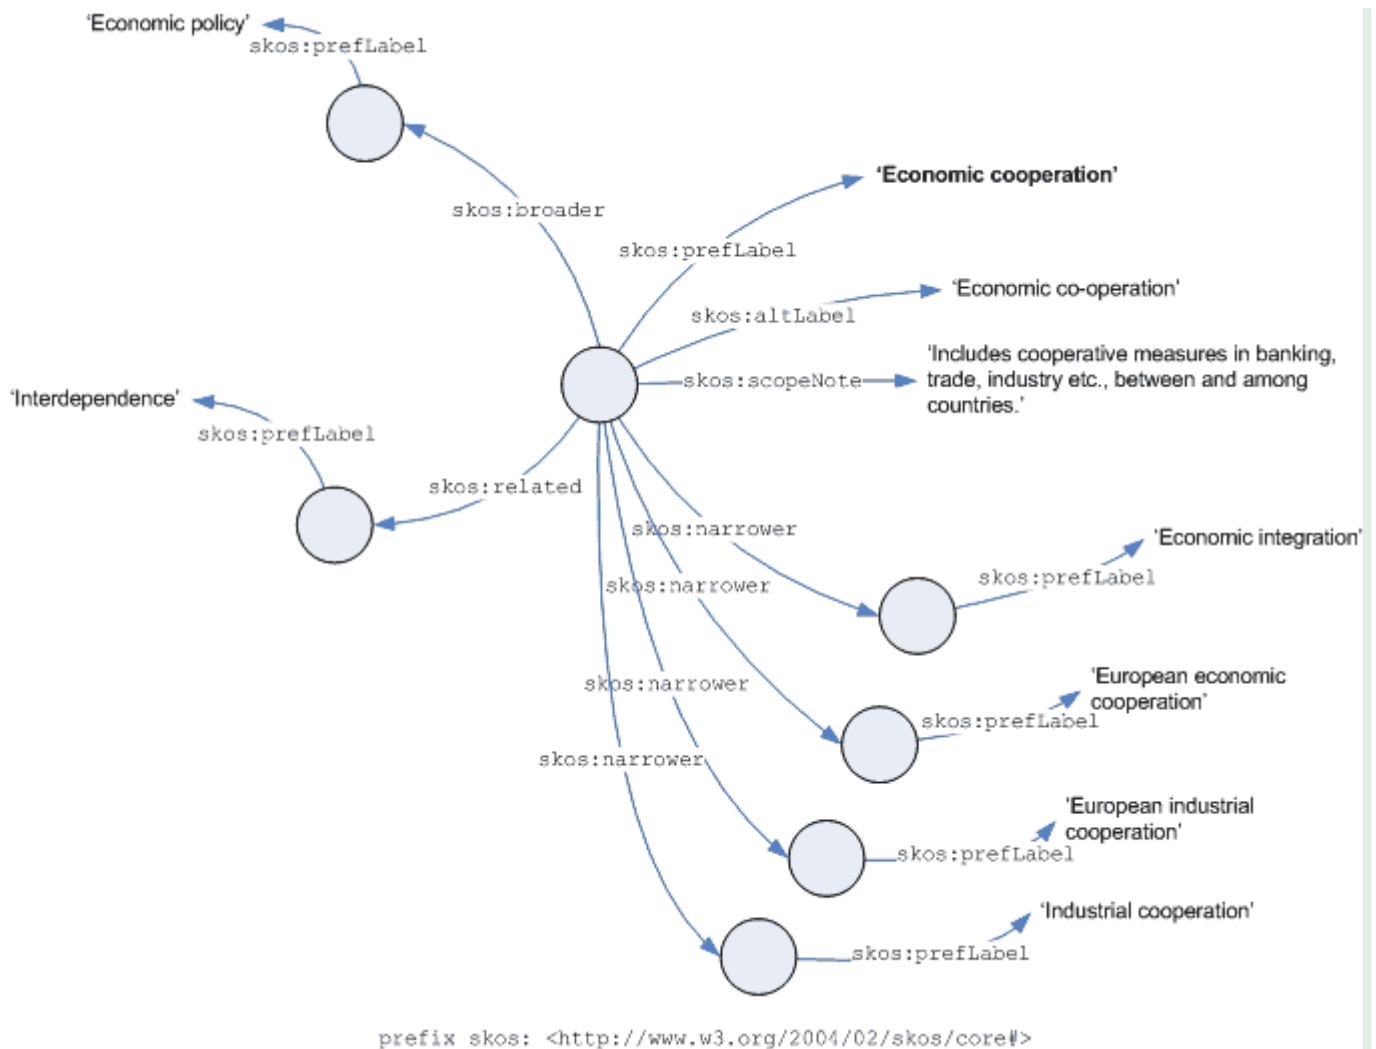 ‘Economic policy’
skos:prefLabel
skos:broader
‘Economic cooperation’
skos:prefLabel
‘Economic co-operation’
skos:altLabel
‘Includes cooperative measures in banking,
trade, industry etc., between and among
countries.’
skos:scopeNote
‘Interdependence’
skos:prefLabel
skos:related
skos:narrower
‘Economic integration’
skos:prefLabel
skos:narrower
‘European economic
cooperation’
skos:prefLabel
skos:narrower
skos:narrower
‘European industrial
cooperation’
skos:prefLabel
‘Industrial cooperation’
skos:prefLabel
prefix skos: <http://www.w3.org/2004/02/skos/core#>